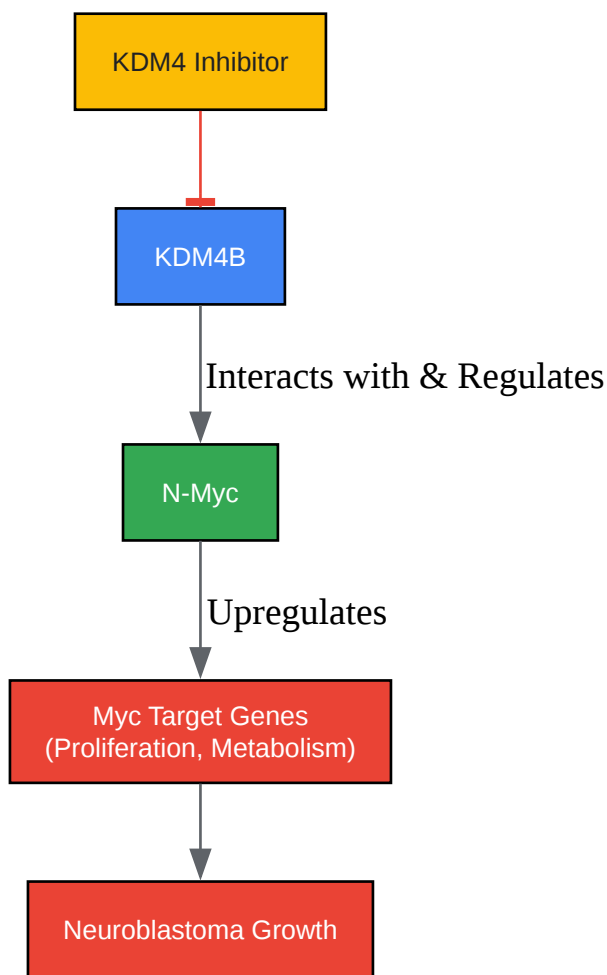 KDM4 Inhibitor
KDM4B
Interacts with & Regulates
N-Myc
Upregulates
Myc Target Genes
(Proliferation, Metabolism)
Neuroblastoma Growth